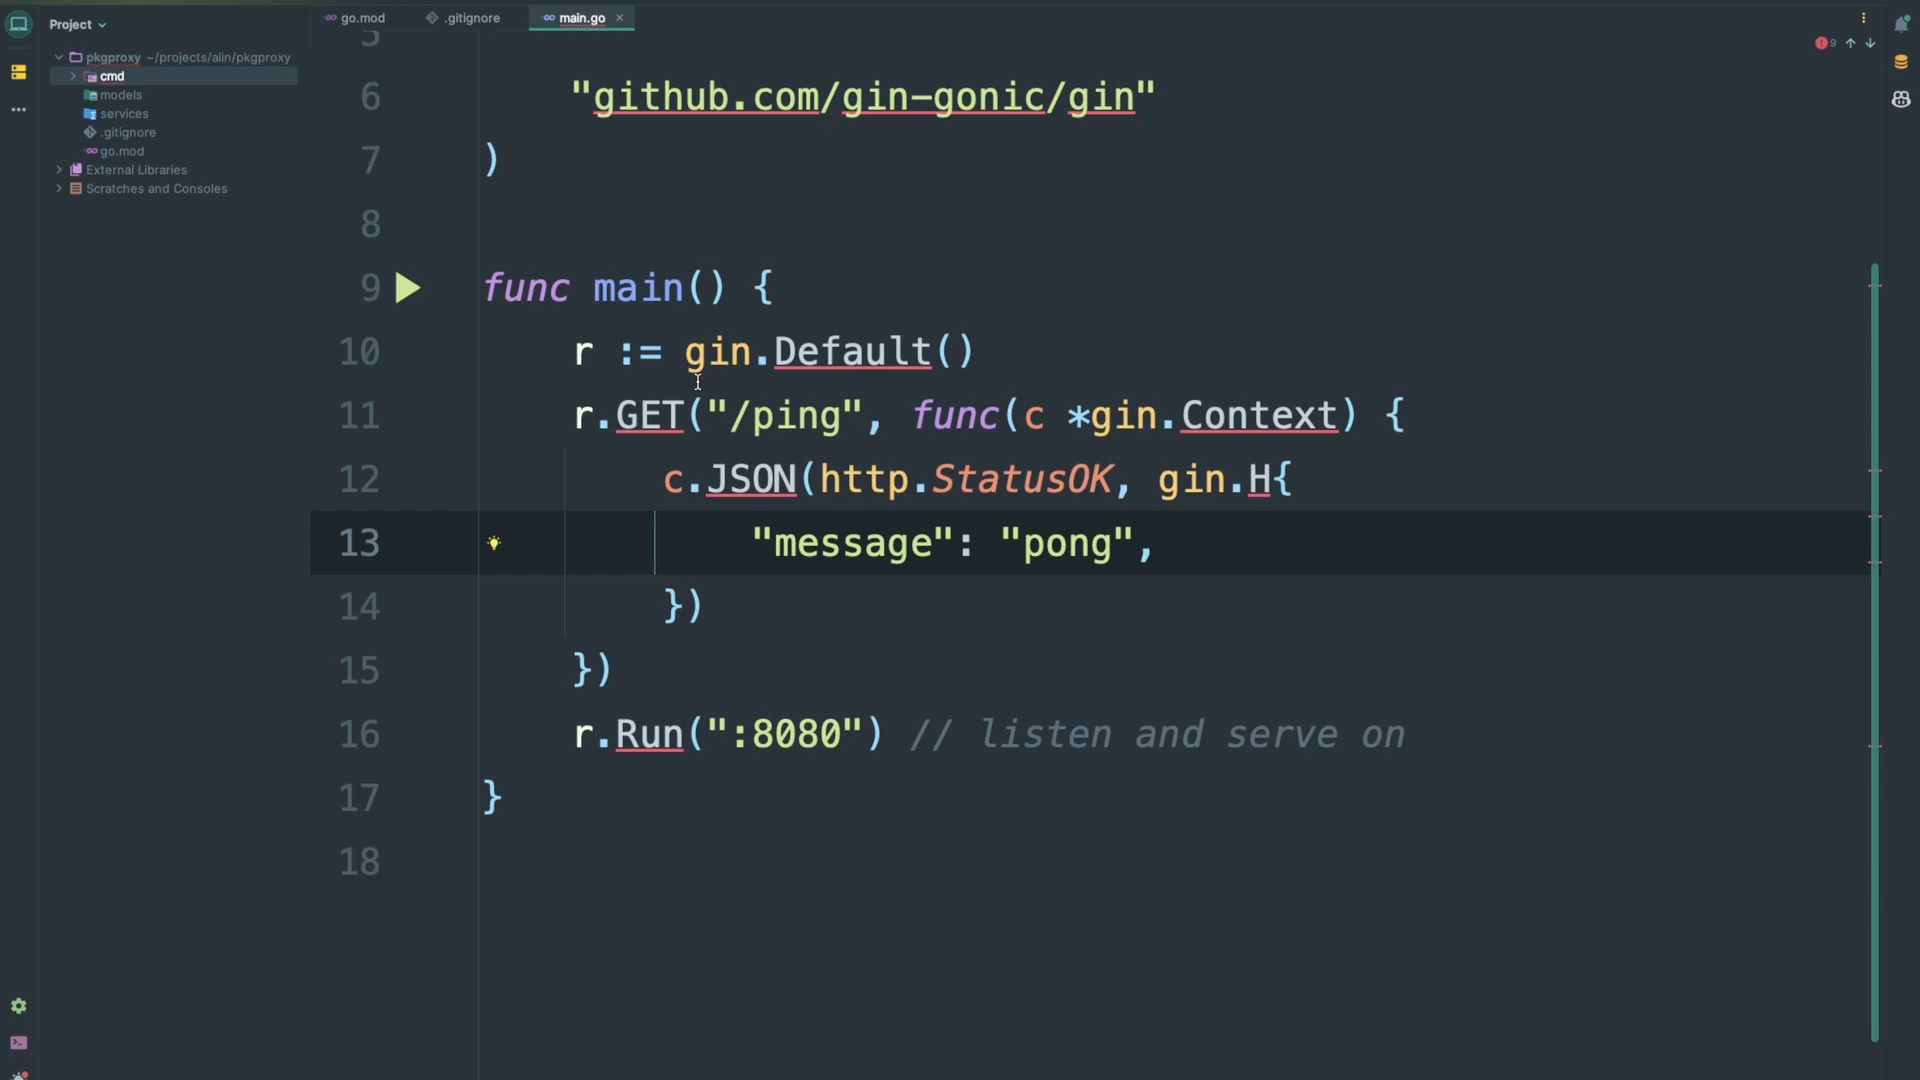 Project
go.mod
.gitignore
main.go
pkgproxy ~/projects/alin/pkgproxy
cmd
models
services
.gitignore
go.mod
External Libraries
Scratches and Consoles
9
5
6 "github.com/gin-gonic/gin"
7 )
8
9 func main() {
10 r := gin.Default()
11 r.GET("/ping", func(c *gin.Context) {
12 c.JSON(http.StatusOK, gin.H{
13 "message": "pong",
14 })
15 })
16 r.Run(":8080") // listen and serve on
17 }
18